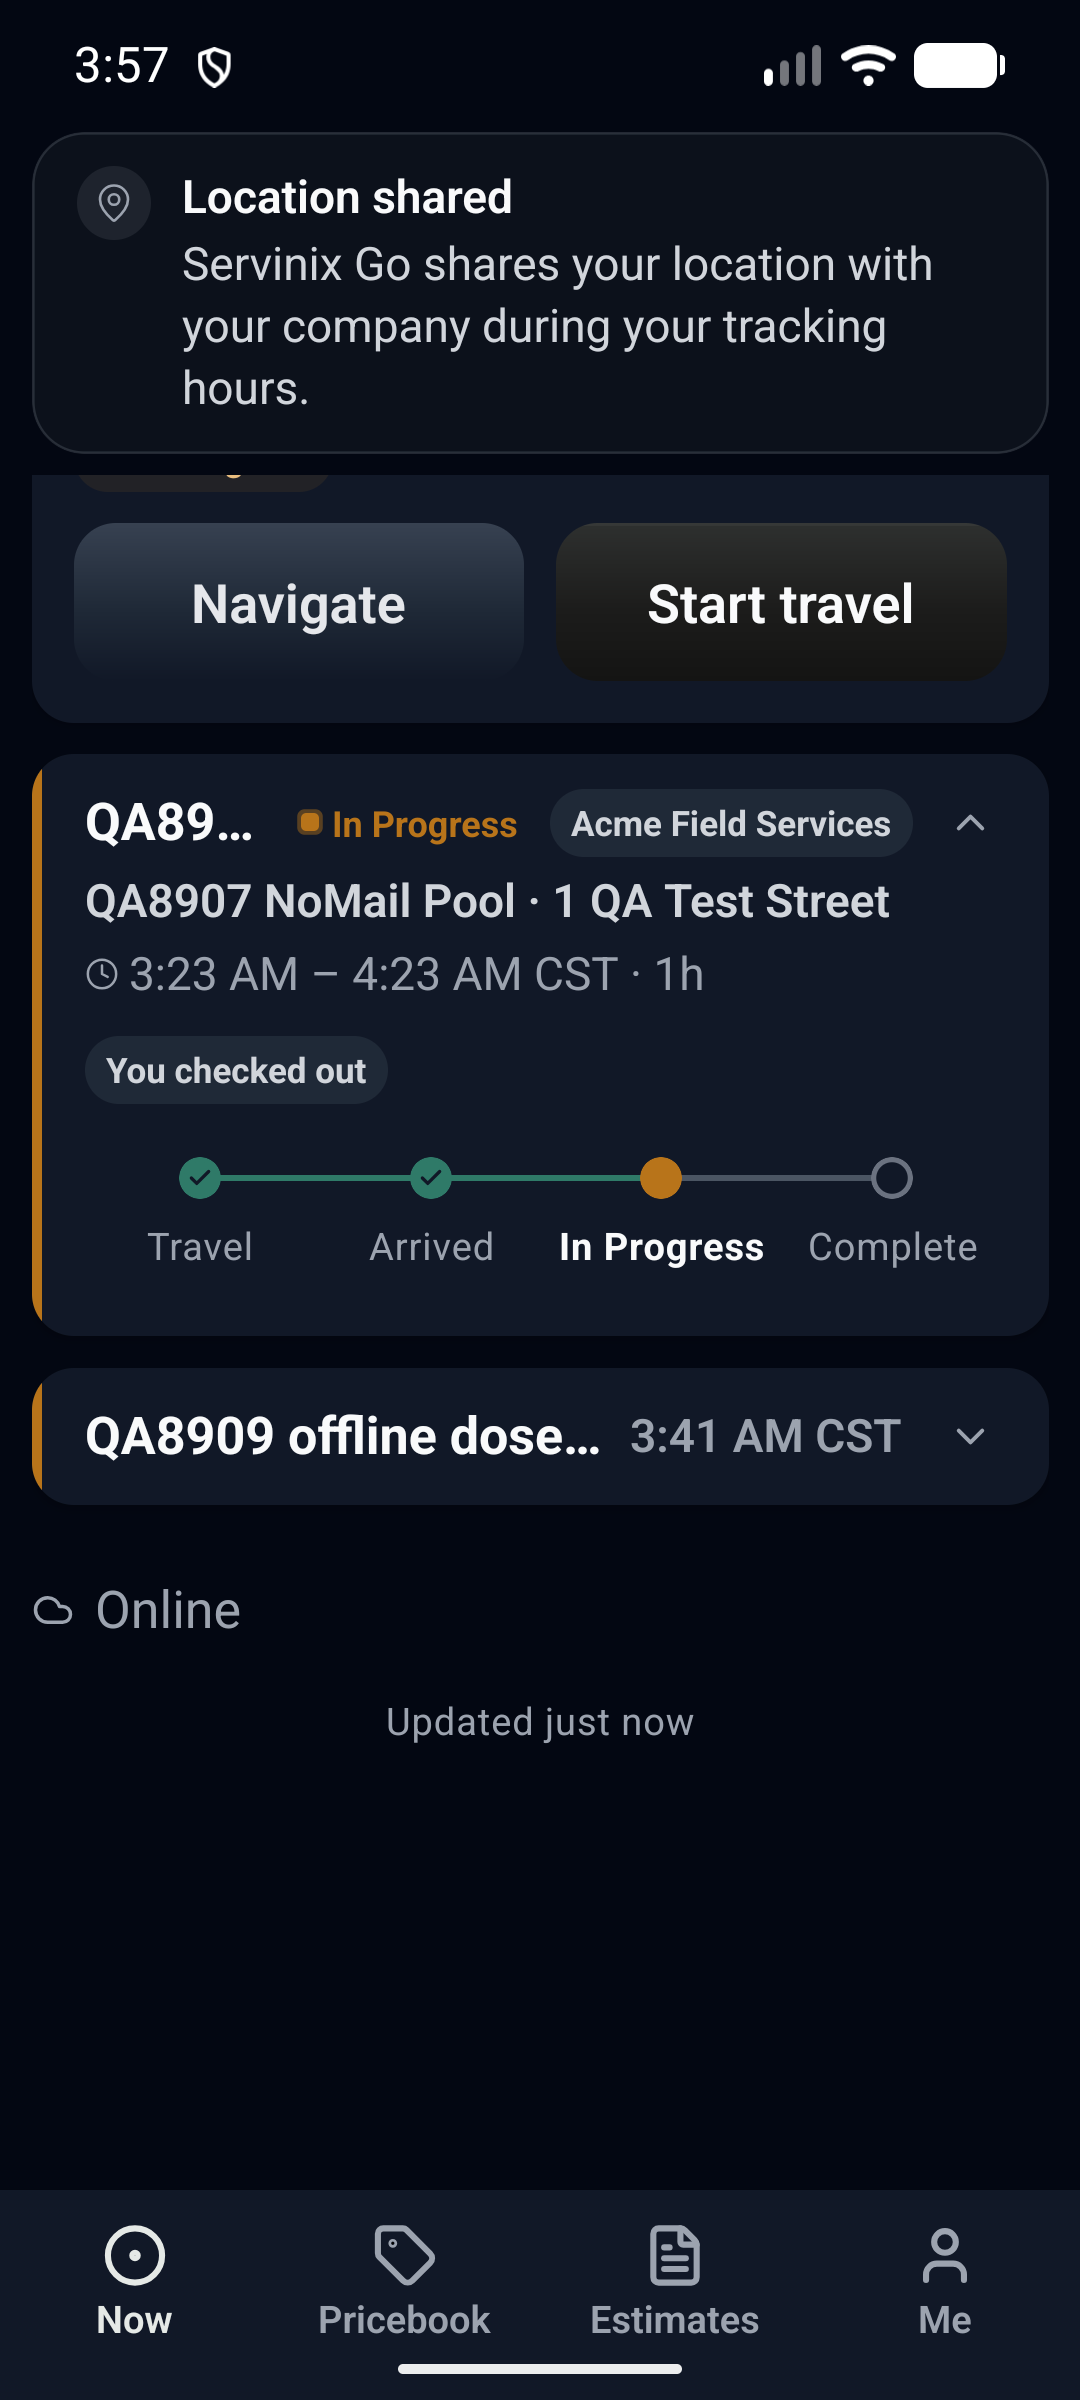 3:57
Location shared
Servinix Go shares your location with
your company during your tracking
hours.
Navigate
Start travel
QA89...
In Progress
Acme Field Services
QA8907 NoMail Pool · 1 QA Test Street
3:23 AM – 4:23 AM CST · 1h
You checked out
Travel
Arrived
In Progress
Complete
QA8909 offline dose...
3:41 AM CST
Online
Updated just now
Now
Pricebook
Estimates
Me